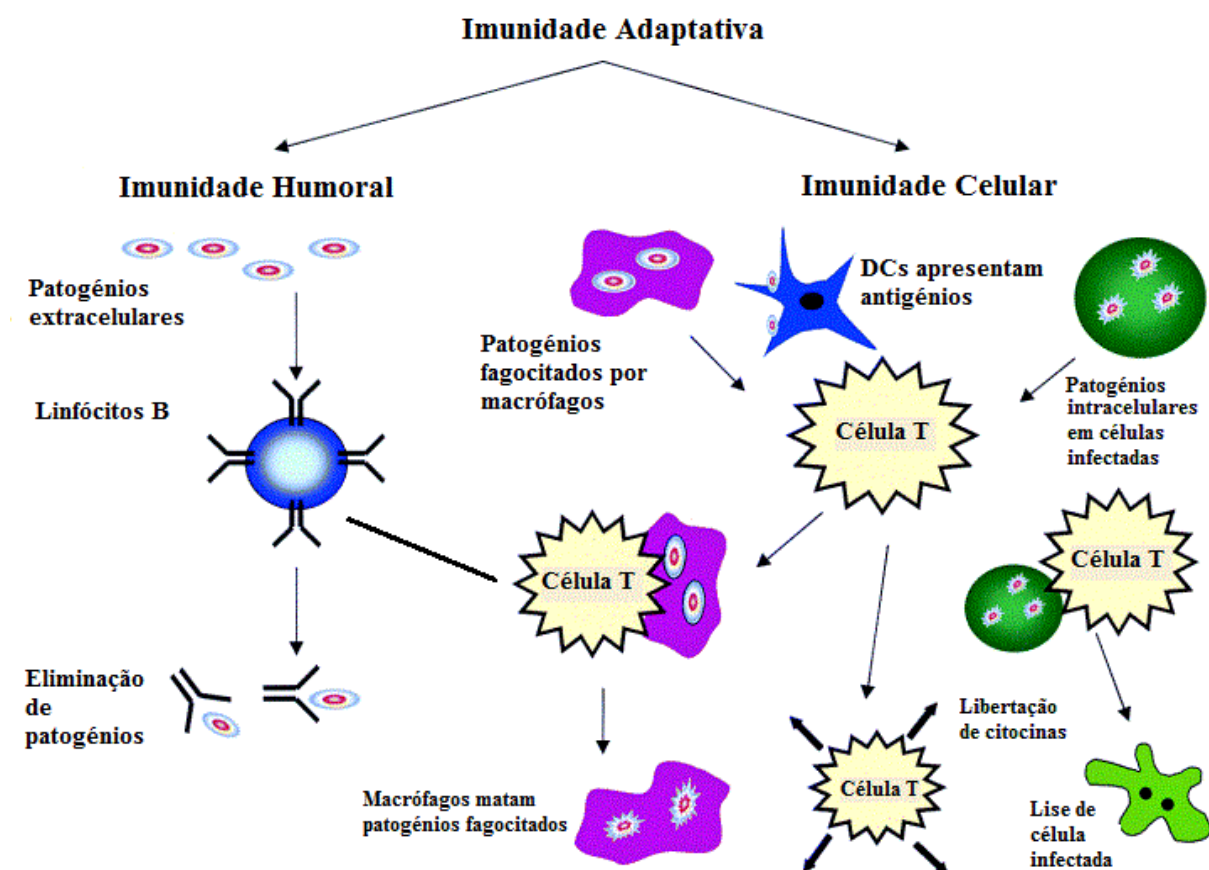 Imunidade Adaptativa
Imunidade Humoral
Imunidade Celular
Patogénios
extracelulares
Linfócitos B
Eliminação
de
patogénios
Patogénios
fagocitados por
macrófagos
DCs apresentam
antigénios
Célula T
Patogénios
intracelulares
em células
infectadas
Célula T
Célula T
Macrófagos matam
patogénios fagocitados
Célula T
Libertação
de citocinas
Lise de
célula
infectada